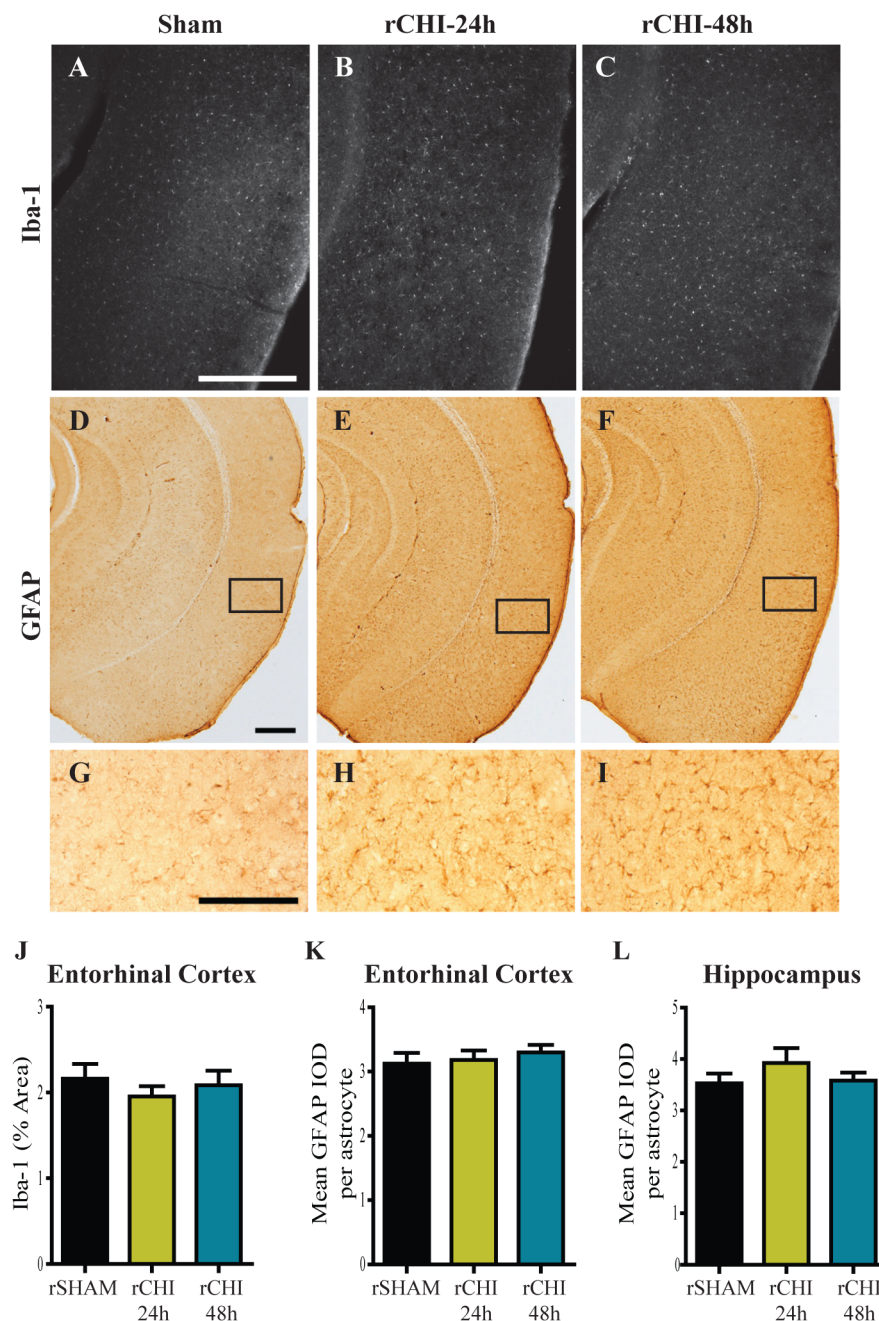 Sham rCHI-24h rCHI-48h
Iba-1
A B C
GFAP
D E F
G H I
J K L
Entorhinal Cortex Entorhinal Cortex Hippocampus
Iba-1 (% Area)
3
2
1
0
rSHAM rCHI 24h rCHI 48h
Mean GFAP IOD
per astrocyte
4
3
2
1
0
rSHAM rCHI 24h rCHI 48h
Mean GFAP IOD
per astrocyte
5
4
3
2
1
0
rSHAM rCHI 24h rCHI 48h